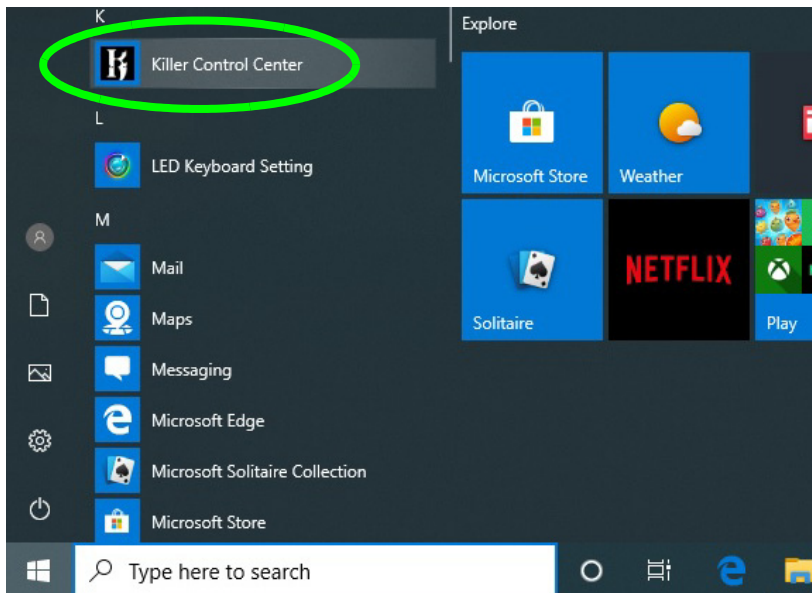 K
Killer Control Center
L
LED Keyboard Setting
M
Mail
Maps
Messaging
Microsoft Edge
Microsoft Solitaire Collection
Microsoft Store
Explore
Microsoft Store
Weather
Solitaire
NETFLIX
Play
Type here to search